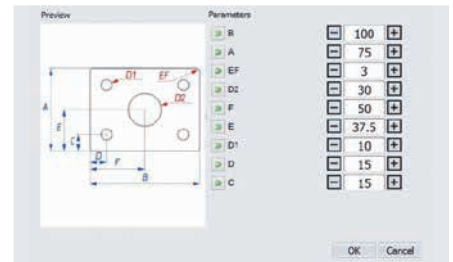 Preview
Parameters
D1
EF
D2
A
E
C
D
F
B
B 100
A 75
EF 3
D2 30
F 50
E 37.5
D1 10
D 15
C 15
OK Cancel